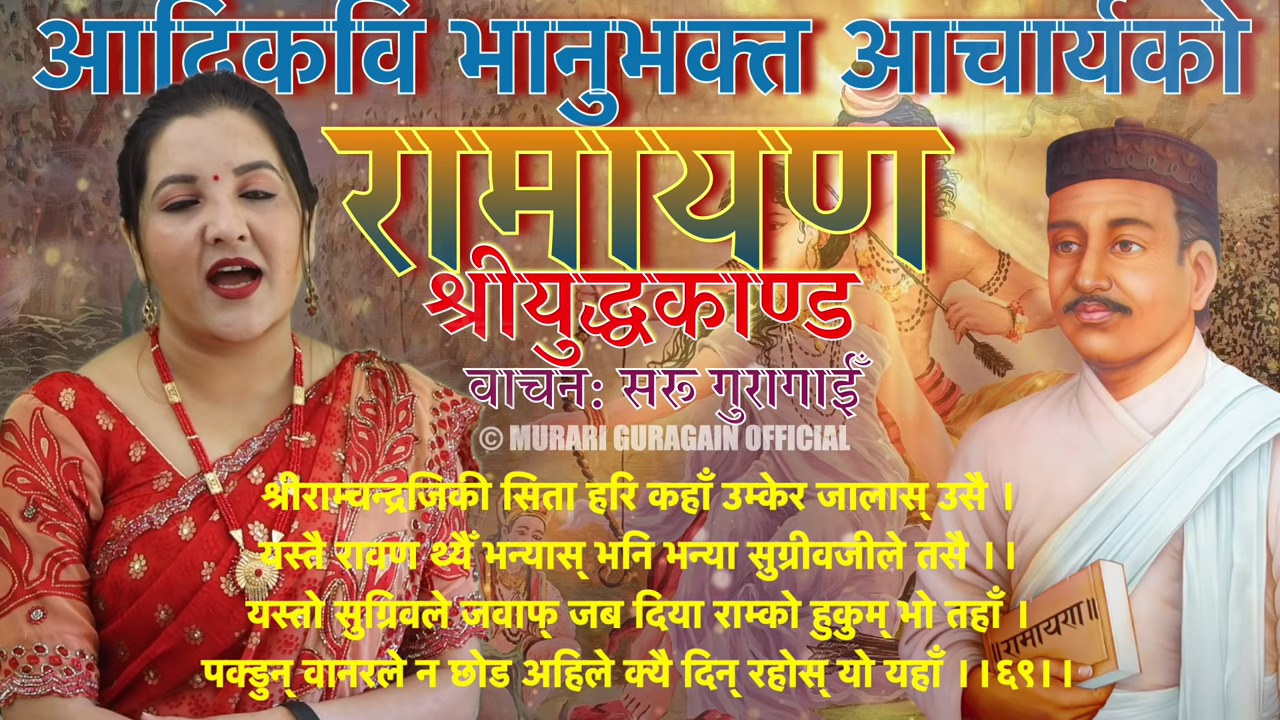 आदिकवि भानुभक्त आचार्यको
रामायण
श्रीयुद्धकाण्ड
वाचन: सरू गुरागाईँ
© MURARI GURAGAIN OFFICIAL
श्रीराम्चन्द्रजिकी सिता हरि कहाँ उम्केर जालास् उसै ।
यस्तै रावण थ्यैँ भन्यास् भनि भन्या सुग्रीवजीले तसै ।।
यस्तो सुग्रिवले जवाफ् जब दिया राम्को हुकुम् भो तहाँ ।
पक्डुन् वानरले न छोड अहिले क्यै दिन् रहोस् यो यहाँ ।।६९।।
॥रामायण॥